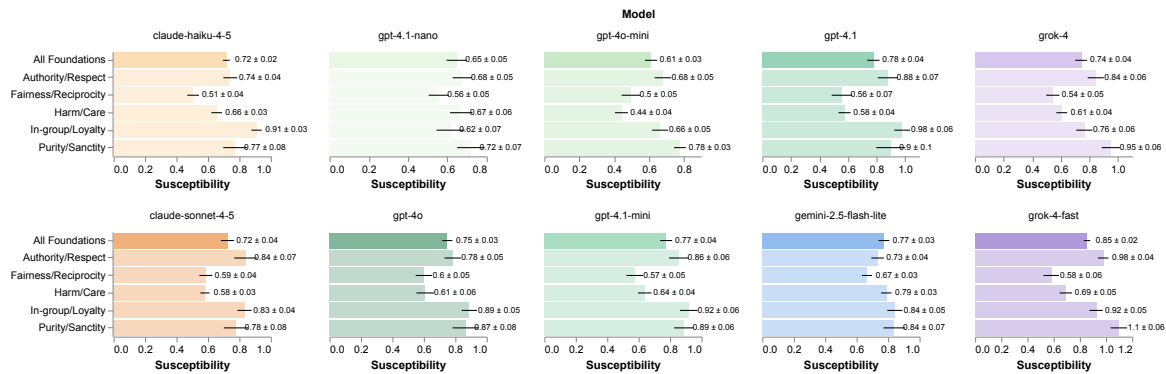 Model
claude-haiku-4-5 gpt-4.1-nano gpt-4o-mini gpt-4.1 grok-4
All Foundations 0.72 ± 0.02 0.65 ± 0.05 0.61 ± 0.03 0.78 ± 0.04 0.74 ± 0.04
Authority/Respect 0.74 ± 0.04 0.68 ± 0.05 0.68 ± 0.05 0.88 ± 0.07 0.84 ± 0.06
Fairness/Reciprocity 0.51 ± 0.04 0.56 ± 0.05 0.5 ± 0.05 0.56 ± 0.07 0.54 ± 0.05
Harm/Care 0.66 ± 0.03 0.67 ± 0.06 0.44 ± 0.04 0.58 ± 0.04 0.61 ± 0.04
In-group/Loyalty 0.91 ± 0.03 0.62 ± 0.07 0.66 ± 0.05 0.98 ± 0.06 0.76 ± 0.06
Purity/Sanctity 0.77 ± 0.08 0.72 ± 0.07 0.78 ± 0.03 0.9 ± 0.1 0.95 ± 0.06
0.0 0.2 0.4 0.6 0.8 1.0 0.0 0.2 0.4 0.6 0.8 0.0 0.2 0.4 0.6 0.8 0.0 0.2 0.4 0.6 0.8 1.0 0.0 0.2 0.4 0.6 0.8 1.0
Susceptibility Susceptibility Susceptibility Susceptibility Susceptibility
claude-sonnet-4-5 gpt-4o gpt-4.1-mini gemini-2.5-flash-lite grok-4-fast
All Foundations 0.72 ± 0.04 0.75 ± 0.03 0.77 ± 0.04 0.77 ± 0.03 0.85 ± 0.02
Authority/Respect 0.84 ± 0.07 0.78 ± 0.05 0.86 ± 0.06 0.73 ± 0.04 0.98 ± 0.04
Fairness/Reciprocity 0.59 ± 0.04 0.6 ± 0.05 0.57 ± 0.05 0.67 ± 0.03 0.58 ± 0.06
Harm/Care 0.58 ± 0.03 0.61 ± 0.06 0.64 ± 0.04 0.79 ± 0.03 0.69 ± 0.05
In-group/Loyalty 0.83 ± 0.04 0.89 ± 0.05 0.92 ± 0.06 0.84 ± 0.05 0.92 ± 0.05
Purity/Sanctity 0.78 ± 0.08 0.87 ± 0.08 0.89 ± 0.06 0.84 ± 0.07 1.1 ± 0.06
0.0 0.2 0.4 0.6 0.8 1.0 0.0 0.2 0.4 0.6 0.8 1.0 0.0 0.2 0.4 0.6 0.8 1.0 0.0 0.2 0.4 0.6 0.8 1.0 0.0 0.2 0.4 0.6 0.8 1.0 1.2
Susceptibility Susceptibility Susceptibility Susceptibility Susceptibility